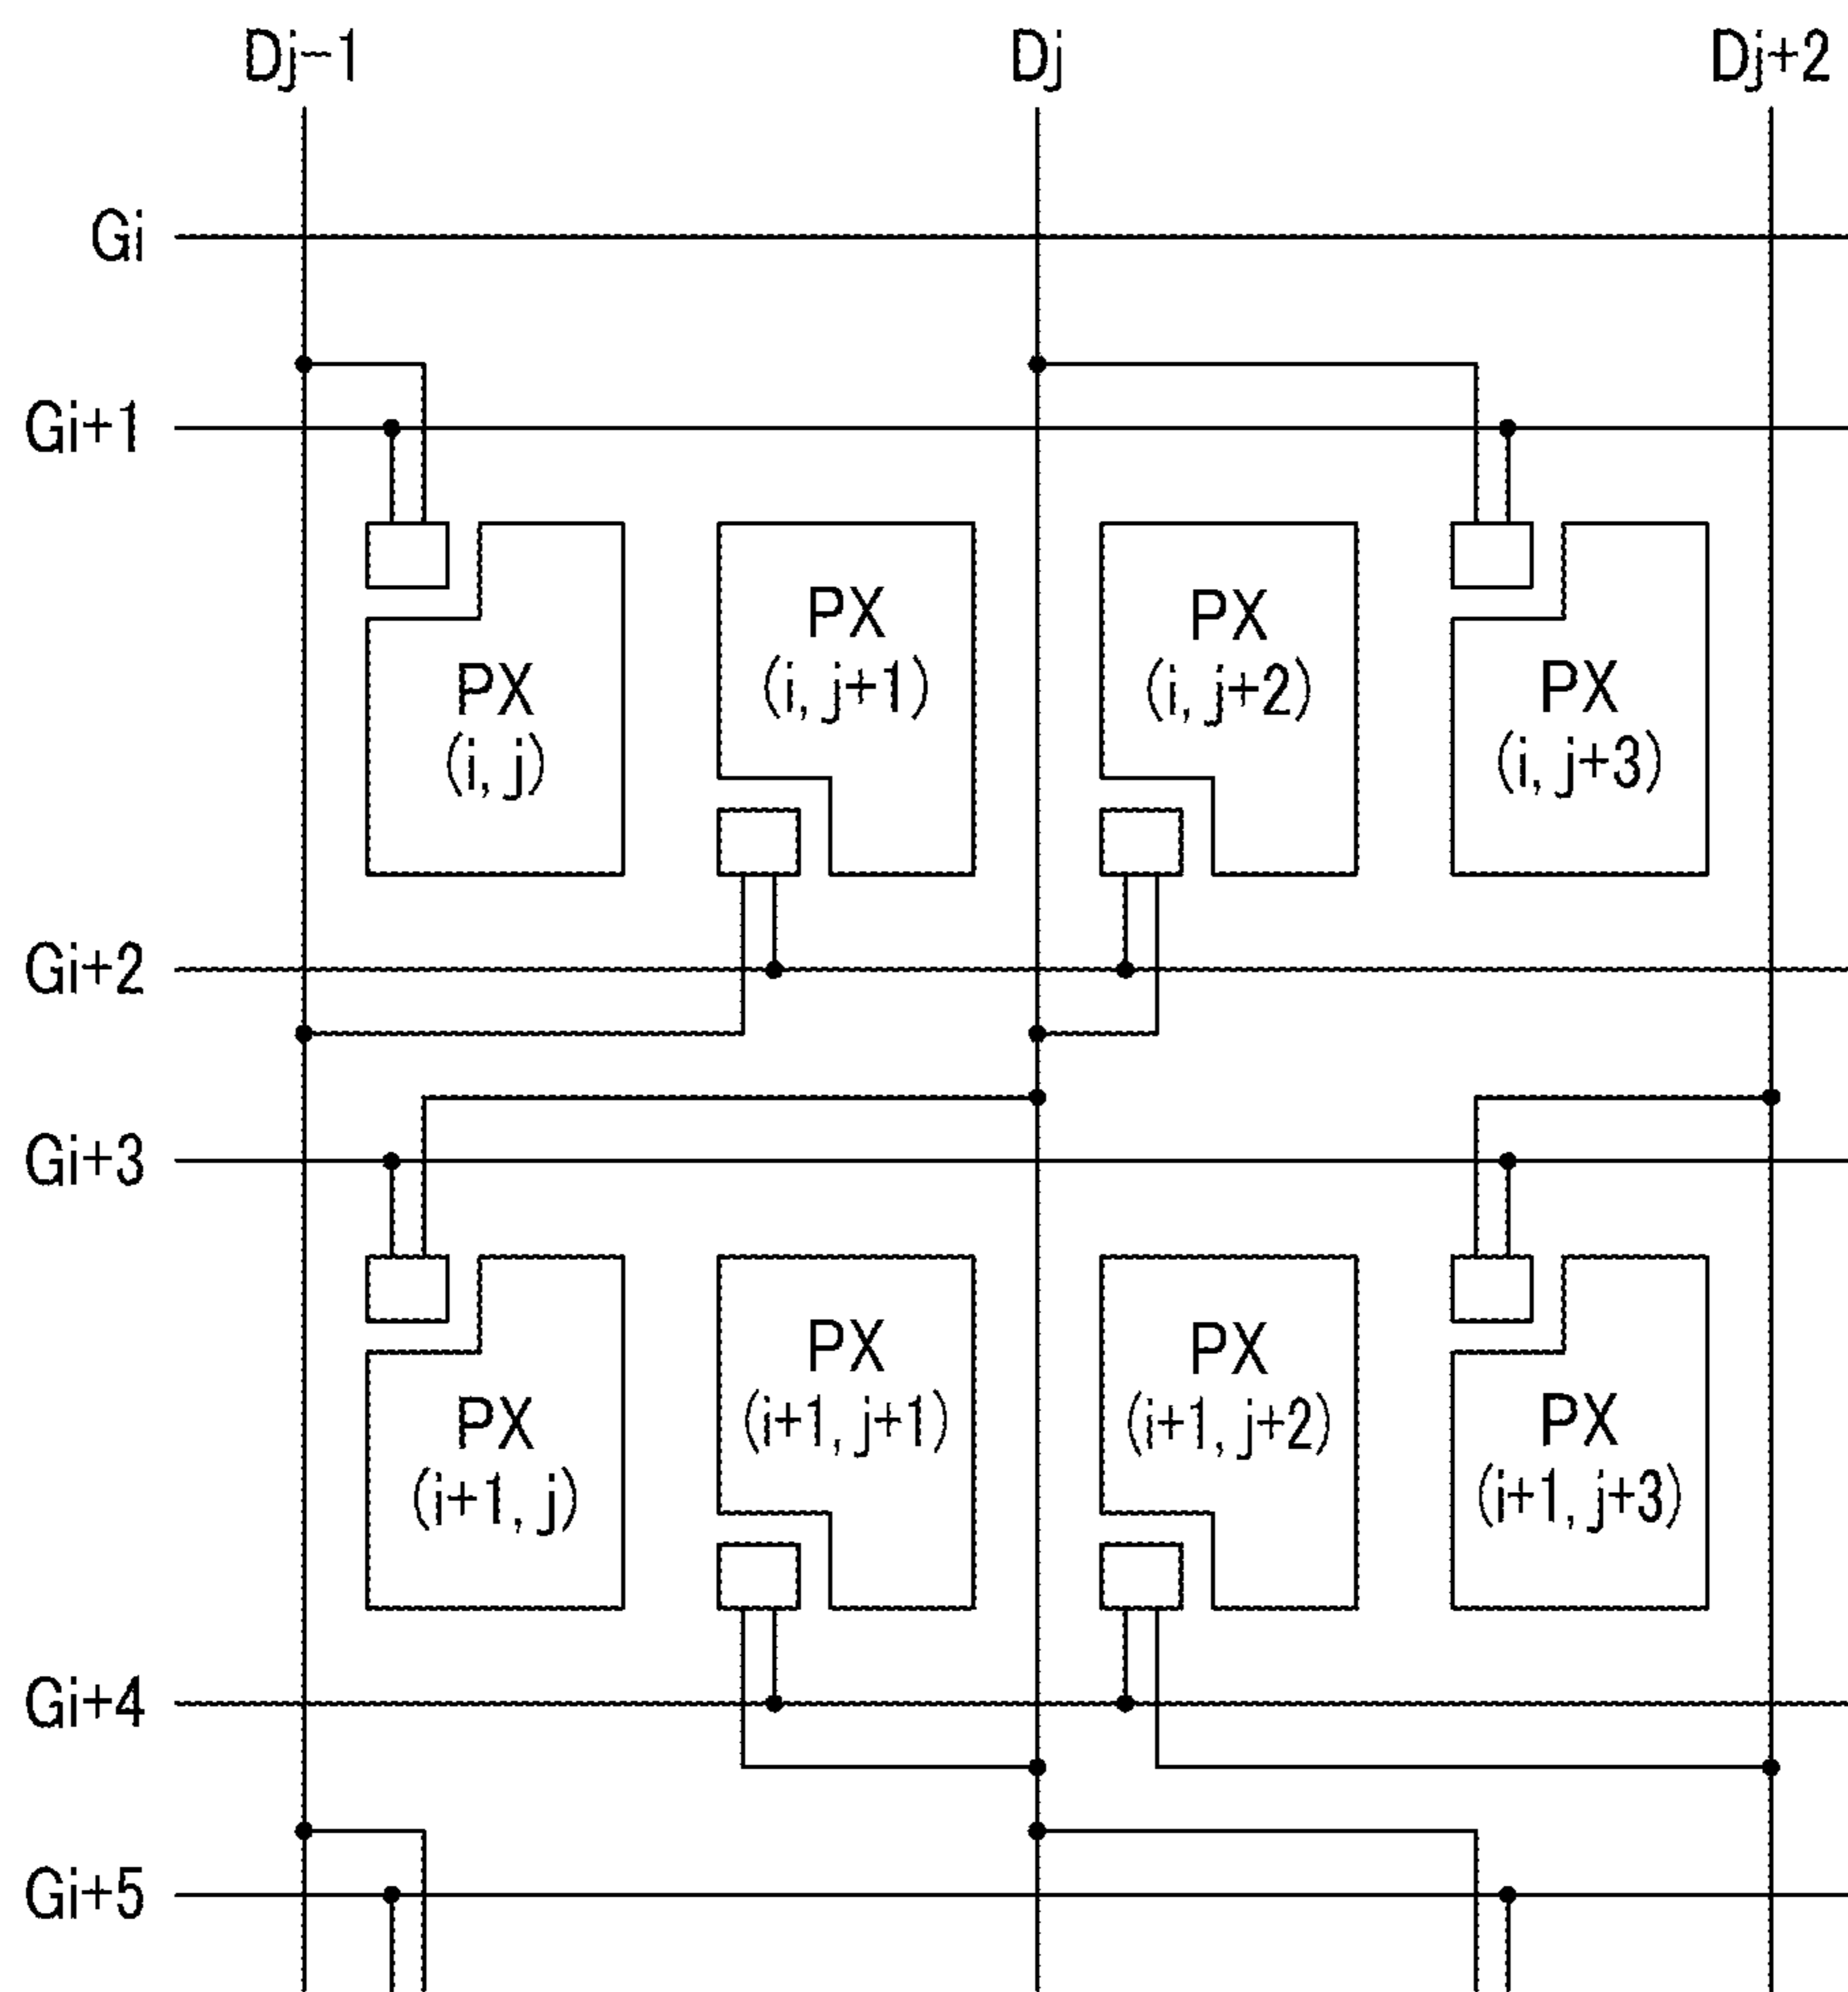 Dj-1
Dj
Dj+2
Gi
Gi+1
PX
(i, j)
PX
(i, j+1)
PX
(i, j+2)
PX
(i, j+3)
Gi+2
Gi+3
PX
(i+1, j)
PX
(i+1, j+1)
PX
(i+1, j+2)
PX
(i+1, j+3)
Gi+4
Gi+5